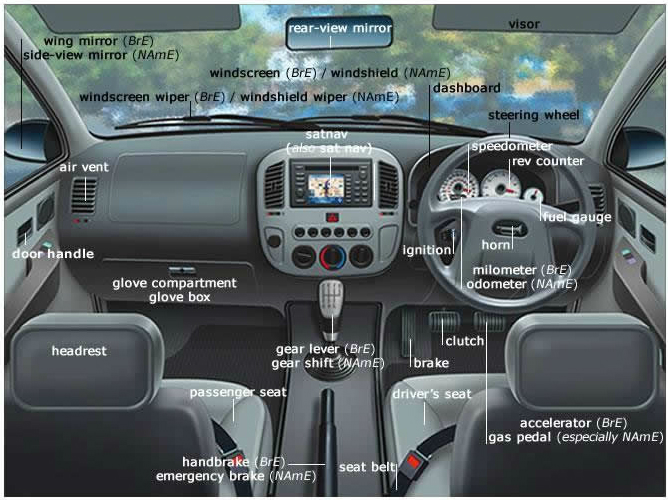 rear-view mirror
visor
wing mirror (BrE)
side-view mirror (NAmE)
windscreen (BrE) / windshield (NAmE)
dashboard
windscreen wiper (BrE) / windshield wiper (NAmE)
steering wheel
satnav
(also sat nav)
speedometer
rev counter
air vent
fuel gauge
door handle
ignition
horn
milometer (BrE)
odometer (NAmE)
glove compartment
glove box
clutch
headrest
gear lever (BrE)
gear shift (NAmE)
brake
passenger seat
driver's seat
accelerator (BrE)
gas pedal (especially NAmE)
handbrake (BrE)
emergency brake (NAmE)
seat belt